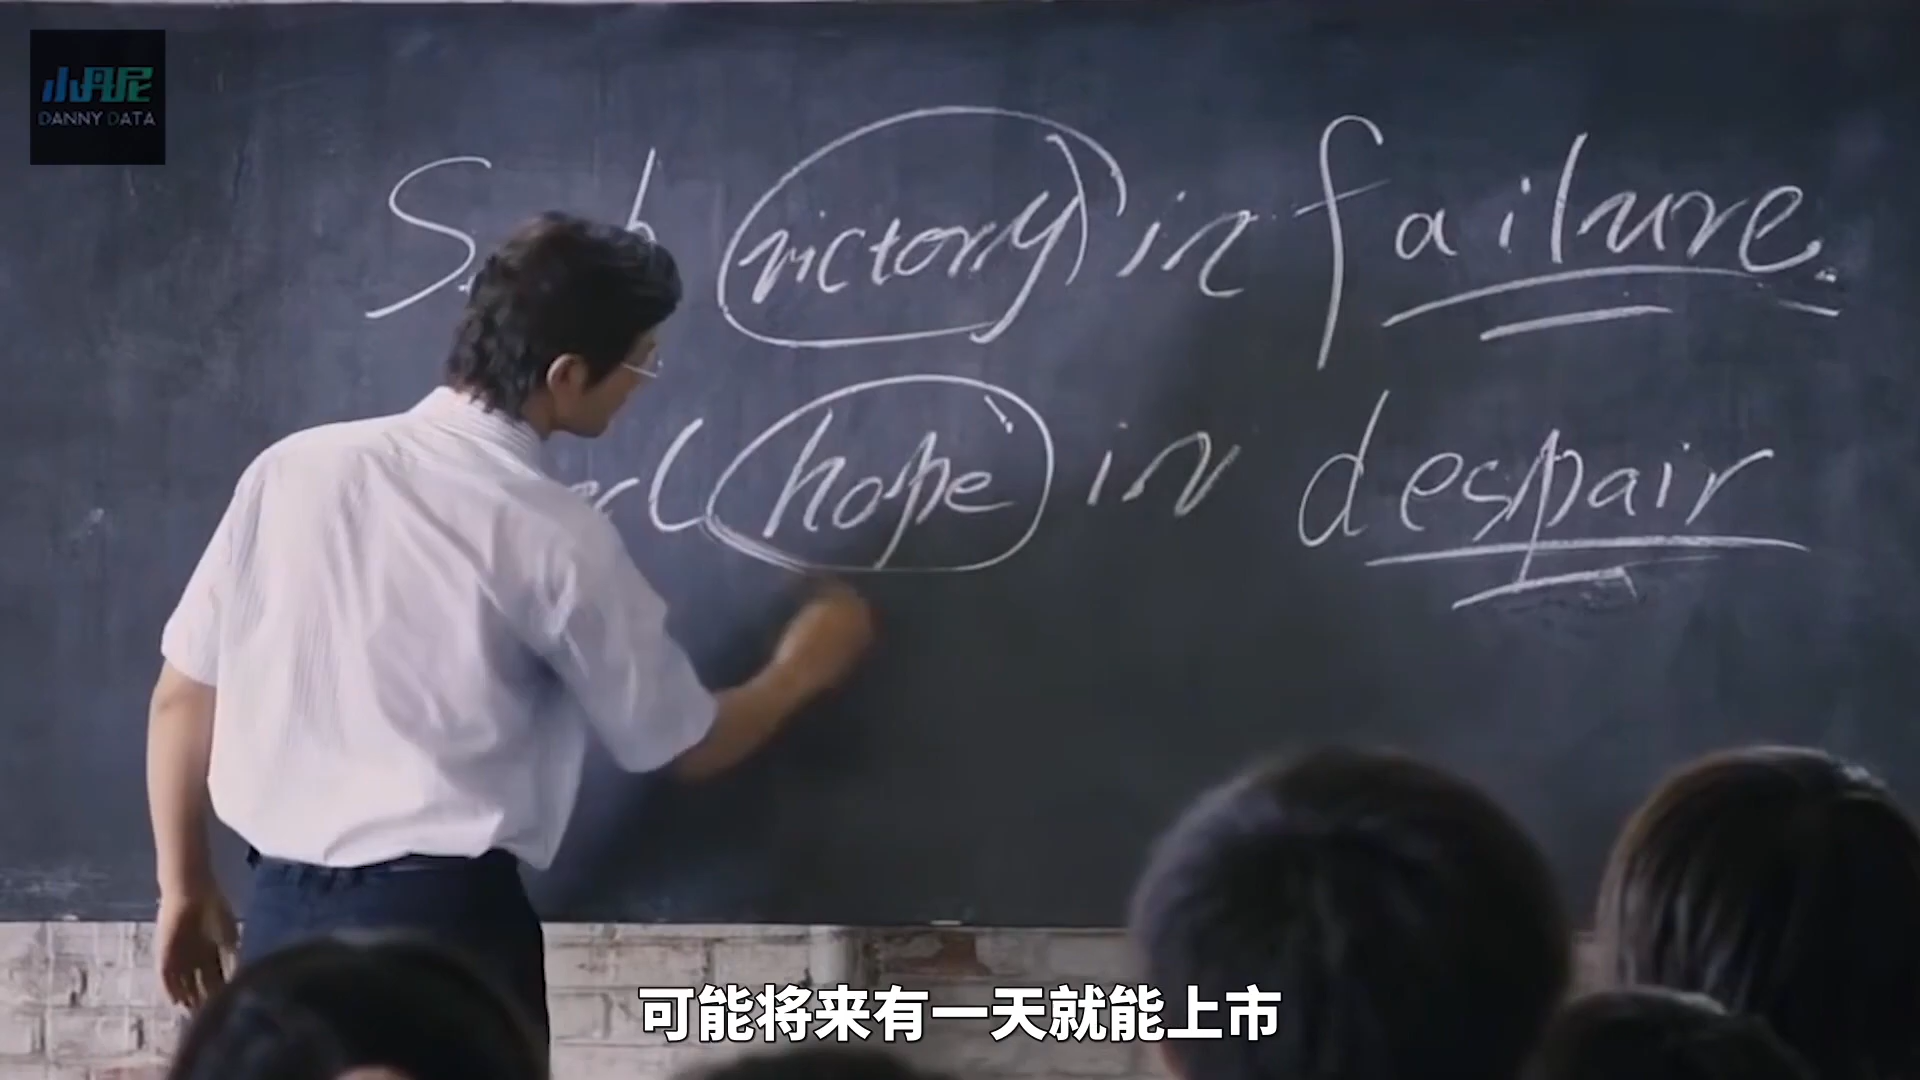 小丹尼
DANNY DATA
victory in failure.
hope in despair
可能将来有一天就能上市